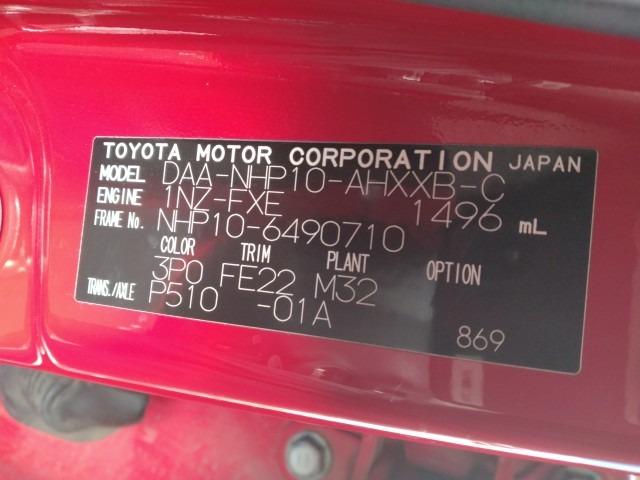 TOYOTA MOTOR CORPORATION JAPAN
MODEL DAA-NHP10-AHXXB-C
ENGINE 1NZ-FXE 1496 mL
FRAME No. NHP10-6490710
COLOR TRIM PLANT OPTION
3P0 FE22 M32
TRANS./AXLE P510 -01A
869